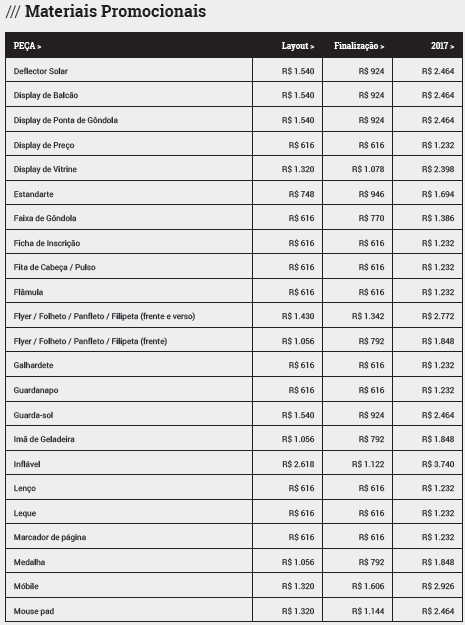 /// Materiais Promocionais
PEÇA > Layout > Finalização > 2017 >
Deflector Solar R$ 1.540 R$ 924 R$ 2.464
Display de Balcão R$ 1.540 R$ 924 R$ 2.464
Display de Ponta de Gôndola R$ 1.540 R$ 924 R$ 2.464
Display de Preço R$ 616 R$ 616 R$ 1.232
Display de Vitrine R$ 1.320 R$ 1.078 R$ 2.398
Estandarte R$ 748 R$ 946 R$ 1.694
Faixa de Gôndola R$ 616 R$ 770 R$ 1.386
Ficha de Inscrição R$ 616 R$ 616 R$ 1.232
Fita de Cabeça / Pulso R$ 616 R$ 616 R$ 1.232
Flâmula R$ 616 R$ 616 R$ 1.232
Flyer / Folheto / Panfleto / Filipeta (frente e verso) R$ 1.430 R$ 1.342 R$ 2.772
Flyer / Folheto / Panfleto / Filipeta (frente) R$ 1.056 R$ 792 R$ 1.848
Galhardete R$ 616 R$ 616 R$ 1.232
Guardanapo R$ 616 R$ 616 R$ 1.232
Guarda-sol R$ 1.540 R$ 924 R$ 2.464
Imã de Geladeira R$ 1.056 R$ 792 R$ 1.848
Inflável R$ 2.618 R$ 1.122 R$ 3.740
Lenço R$ 616 R$ 616 R$ 1.232
Leque R$ 616 R$ 616 R$ 1.232
Marcador de página R$ 616 R$ 616 R$ 1.232
Medalha R$ 1.056 R$ 792 R$ 1.848
Móbile R$ 1.320 R$ 1.606 R$ 2.926
Mouse pad R$ 1.320 R$ 1.144 R$ 2.464